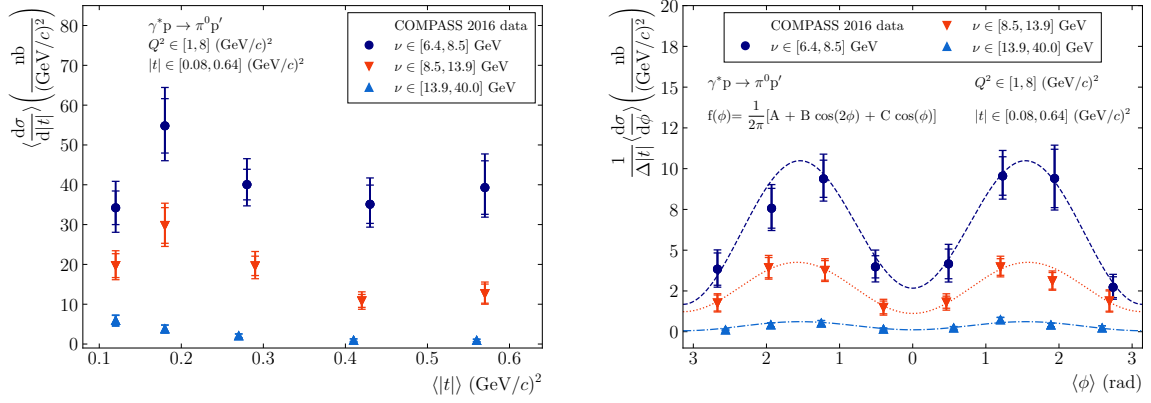 γ*p → π⁰p′
Q² ∈ [1, 8] (GeV/c)²
|t| ∈ [0.08, 0.64] (GeV/c)²
COMPASS 2016 data
ν ∈ [6.4, 8.5] GeV
ν ∈ [8.5, 13.9] GeV
ν ∈ [13.9, 40.0] GeV
⟨dσ/d|t|⟩ (nb/(GeV/c)²)
80
70
60
50
40
30
20
10
0
0.1 0.2 0.3 0.4 0.5 0.6
⟨|t|⟩ (GeV/c)²
COMPASS 2016 data
ν ∈ [6.4, 8.5] GeV
ν ∈ [8.5, 13.9] GeV
ν ∈ [13.9, 40.0] GeV
γ*p → π⁰p′
Q² ∈ [1, 8] (GeV/c)²
f(ϕ)= 1/2π [A + B cos(2ϕ) + C cos(ϕ)]
|t| ∈ [0.08, 0.64] (GeV/c)²
1/Δ|t| ⟨dσ/dϕ⟩ (nb/(GeV/c)²)
20
18
15
12
10
8
5
2
0
3 2 1 0 1 2 3
⟨ϕ⟩ (rad)